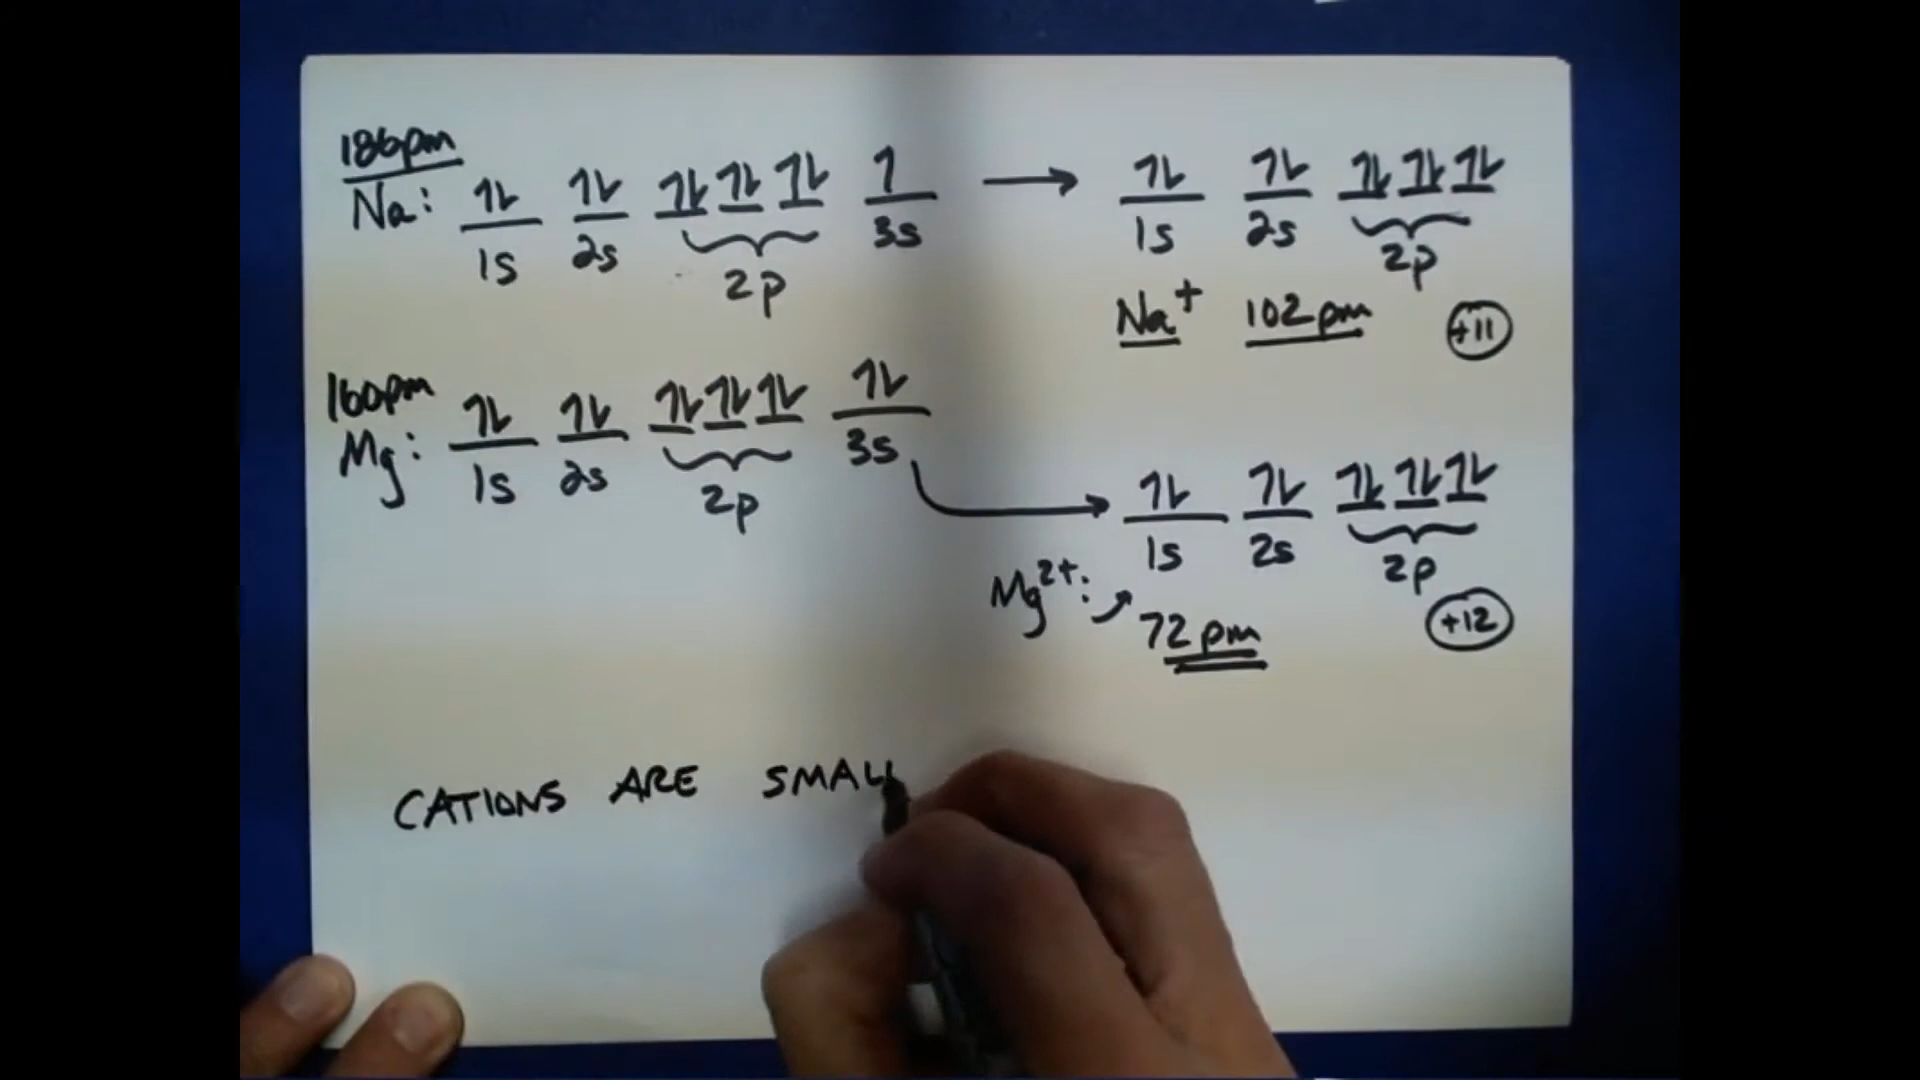 186pm
Na: 1s 2s 2p 3s → 1s 2s 2p
Na⁺ 102pm +11
160pm
Mg: 1s 2s 2p 3s → 1s 2s 2p
Mg²⁺: 72pm +12
CATIONS ARE SMALL